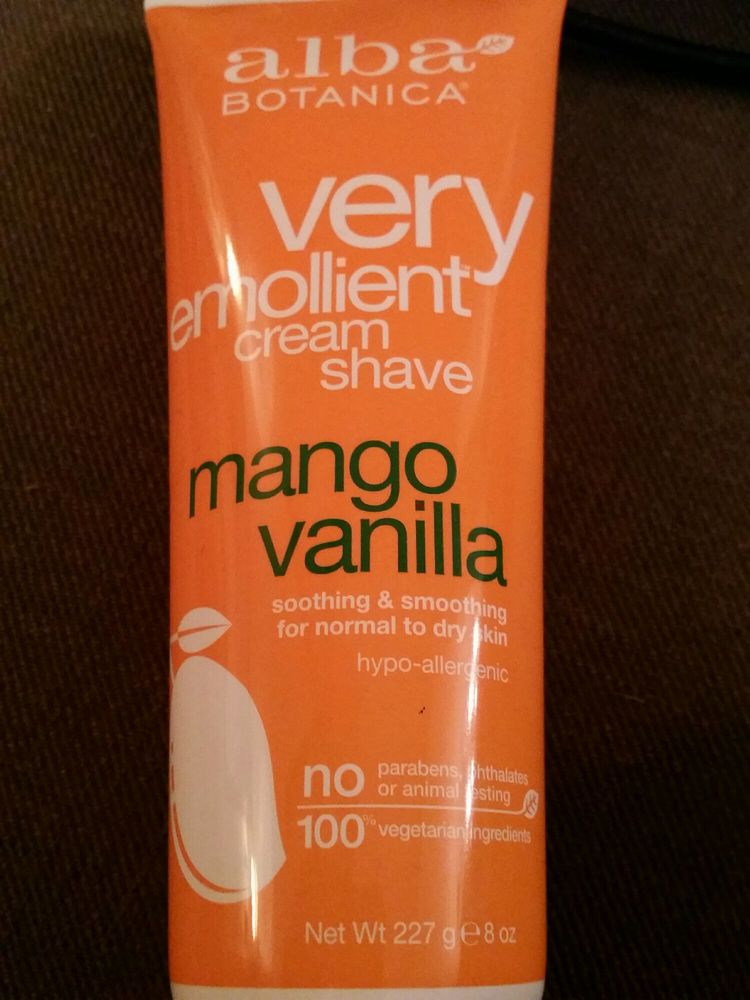 alba
BOTANICA®
very
emollient™
cream
shave
mango
vanilla
soothing & smoothing
for normal to dry skin
hypo-allergenic
no parabens, phthalates
or animal testing
100% vegetarian ingredients
Net Wt 227 g ℮ 8 oz